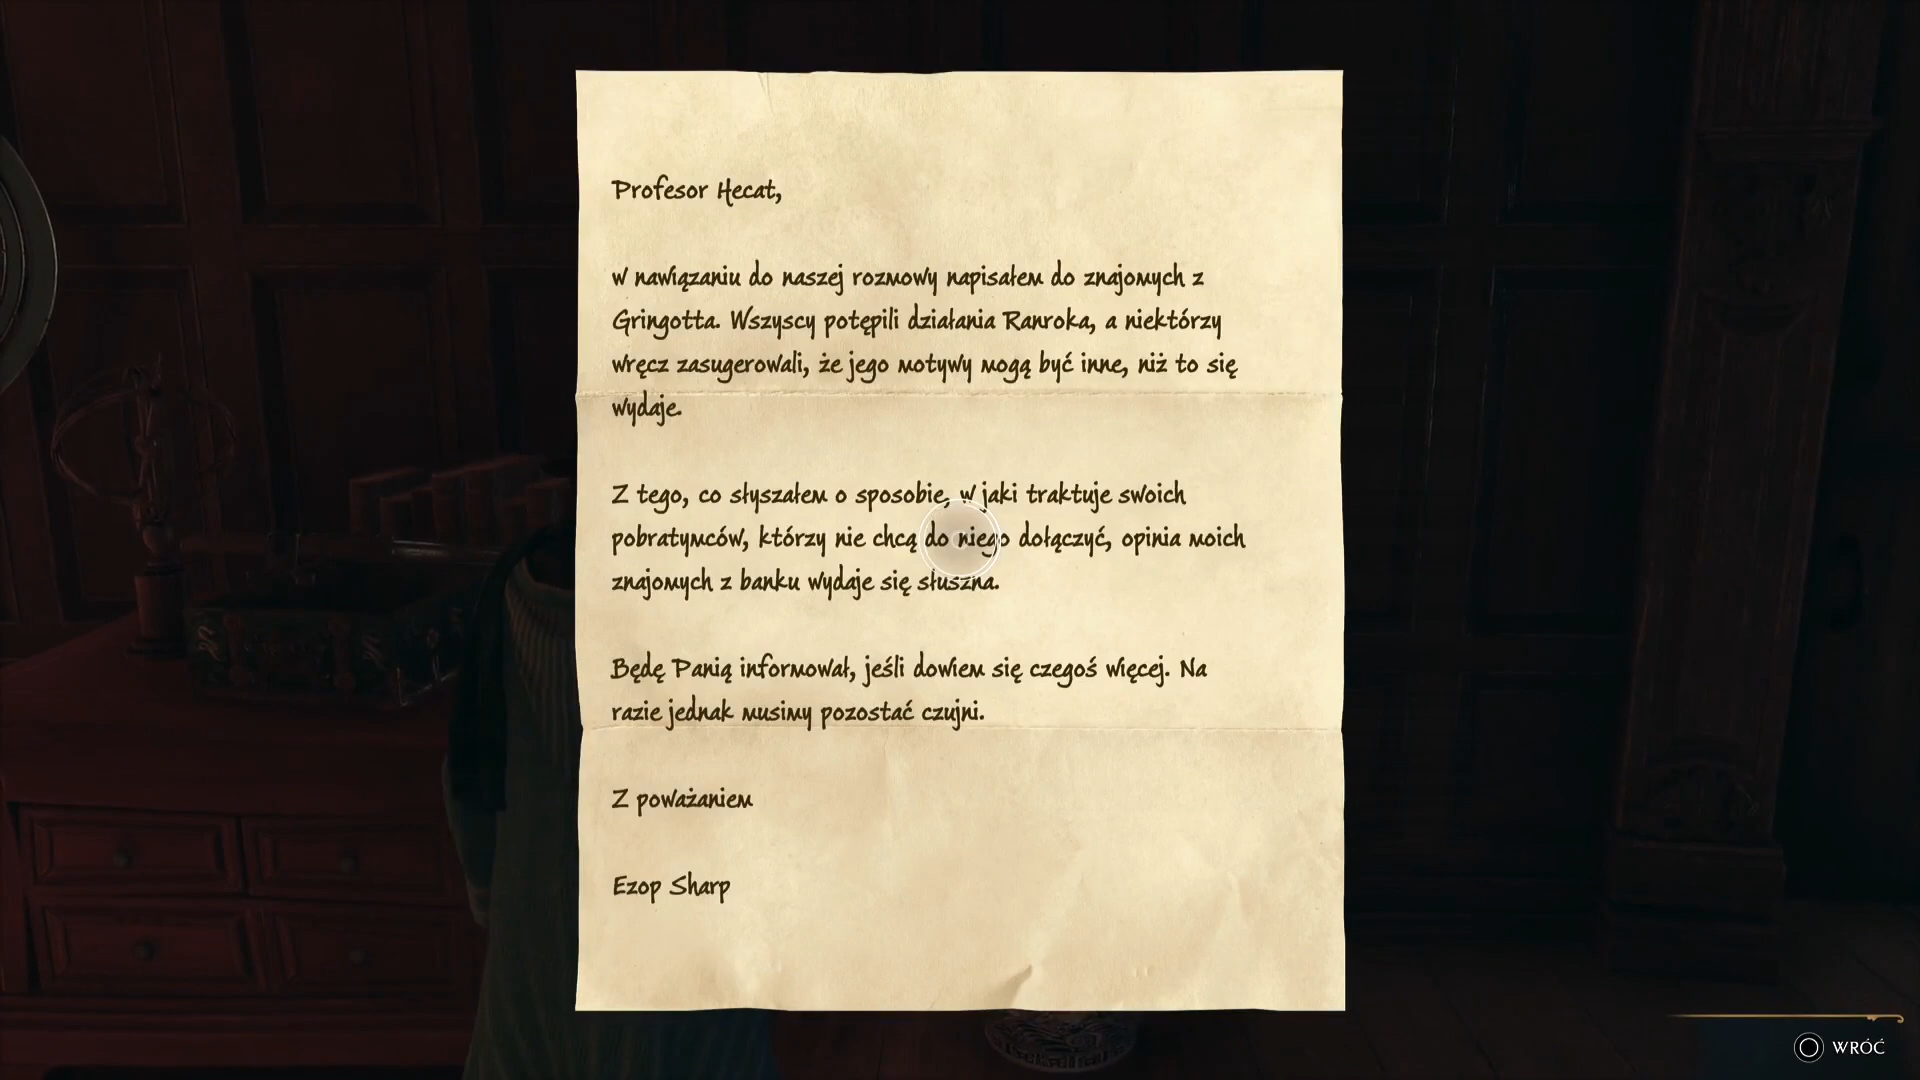 Profesor Hecat,
w nawiązaniu do naszej rozmowy napisałem do znajomych z
Gringotta. Wszyscy potępili działania Ranroka, a niektórzy
wręcz zasugerowali, że jego motywy mogą być inne, niż to się
wydaje.
Z tego, co słyszałem o sposobie, w jaki traktuje swoich
pobratymców, którzy nie chcą do niego dołączyć, opinia moich
znajomych z banku wydaje się słuszna.
Będę Panią informował, jeśli dowiem się czegoś więcej. Na
razie jednak musimy pozostać czujni.
Z poważaniem
Ezop Sharp
WRÓĆ